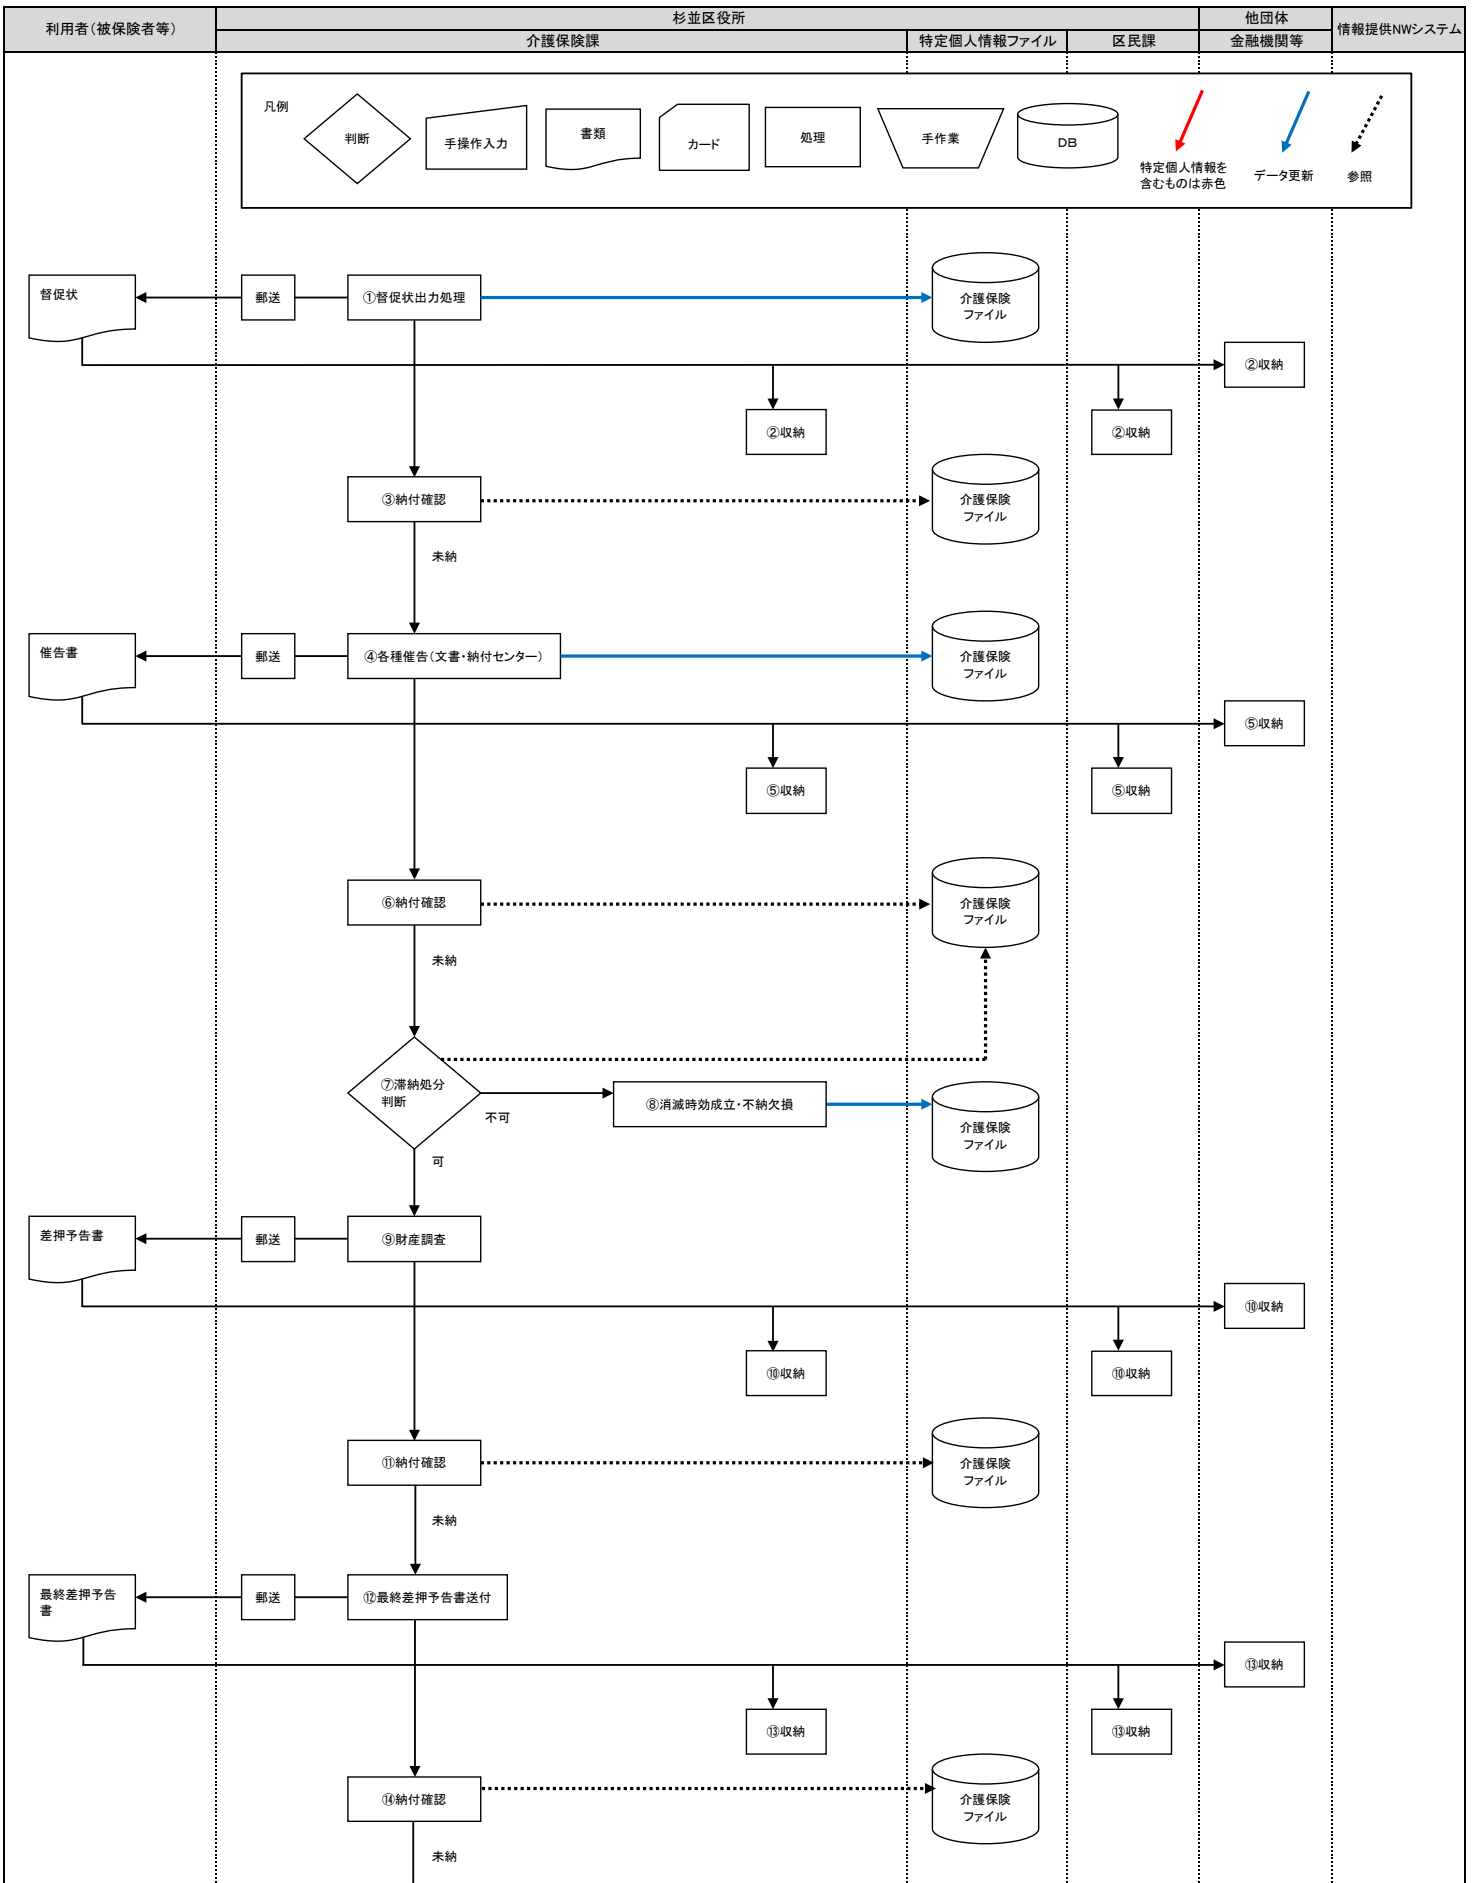 利用者（被保険者等）
杉並区役所
他団体
情報提供NWシステム
介護保険課
特定個人情報ファイル
区民課
金融機関等
凡例
判断
手操作入力
書類
カード
処理
手作業
ＤＢ
特定個人情報を
含むものは赤色
データ更新
参照
督促状
郵送
①督促状出力処理
介護保険
ファイル
②収納
②収納
②収納
③納付確認
介護保険
ファイル
未納
催告書
郵送
④各種催告（文書・納付センター）
介護保険
ファイル
⑤収納
⑤収納
⑤収納
⑥納付確認
介護保険
ファイル
未納
⑦滞納処分
判断
不可
⑧消滅時効成立・不納欠損
介護保険
ファイル
可
差押予告書
郵送
⑨財産調査
⑩収納
⑩収納
⑩収納
⑪納付確認
介護保険
ファイル
未納
最終差押予告
書
郵送
⑫最終差押予告書送付
⑬収納
⑬収納
⑬収納
⑭納付確認
介護保険
ファイル
未納